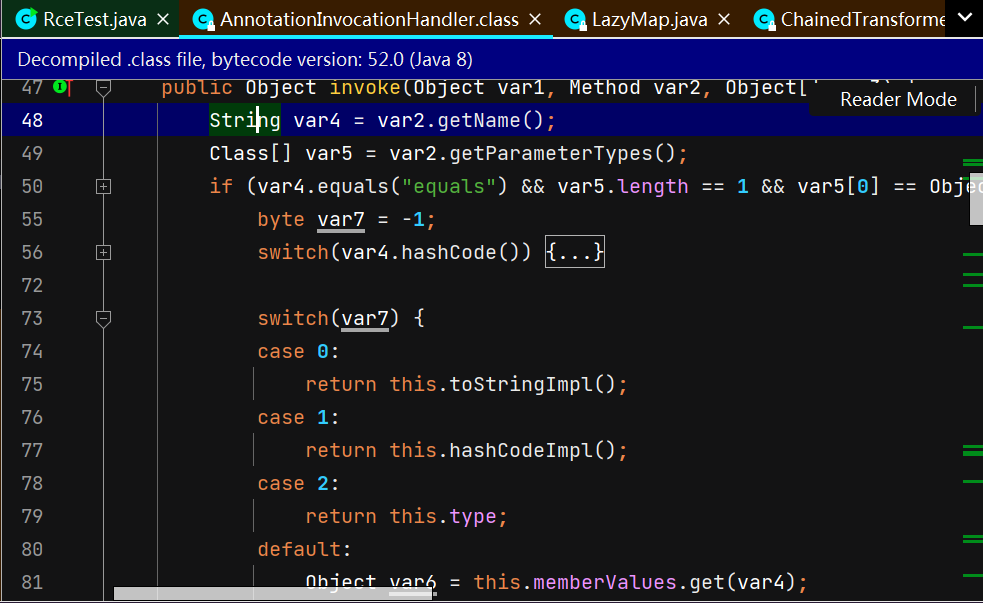 RceTest.java AnnotationInvocationHandler.class LazyMap.java ChainedTransforme
Decompiled .class file, bytecode version: 52.0 (Java 8)
47 public Object invoke(Object var1, Method var2, Object[
Reader Mode
48 String var4 = var2.getName();
49 Class[] var5 = var2.getParameterTypes();
50 if (var4.equals("equals") && var5.length == 1 && var5[0] == Objec
55 byte var7 = -1;
56 switch(var4.hashCode()) {...}
72
73 switch(var7) {
74 case 0:
75 return this.toStringImpl();
76 case 1:
77 return this.hashCodeImpl();
78 case 2:
79 return this.type;
80 default:
81 Object var6 = this.memberValues.get(var4);